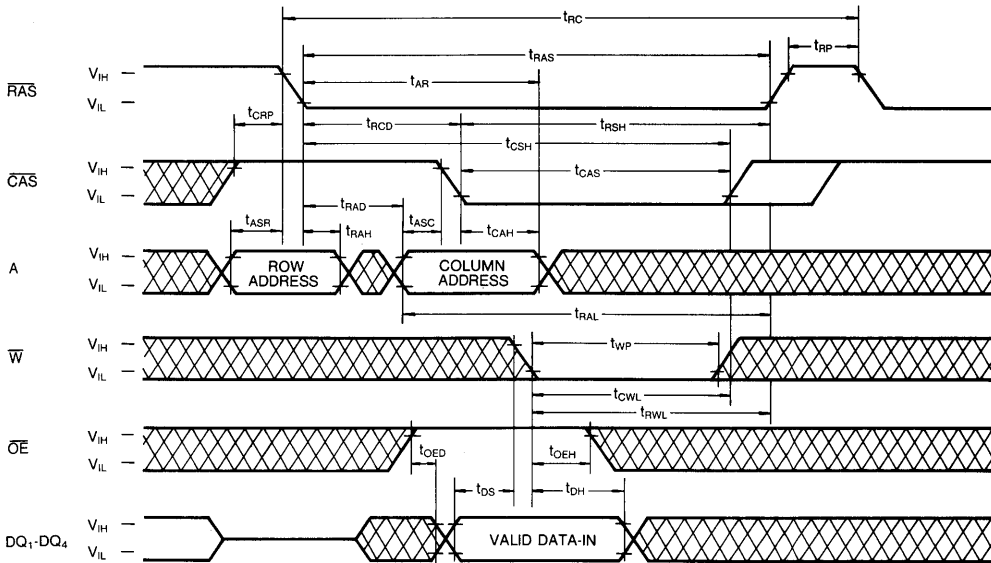 tRC
tRAS
tRP
tAR
RAS
VIH
VIL
tCRP
tRCD
tRSH
tCSH
CAS
VIH
VIL
tCAS
tRAD
tASC
tASR
tRAH
tCAH
A
VIH
VIL
ROW
ADDRESS
COLUMN
ADDRESS
tRAL
W
VIH
VIL
tWP
tCWL
tRWL
OE
VIH
VIL
tOED
tOEH
tDS
tDH
DQ1-DQ4
VIH
VIL
VALID DATA-IN